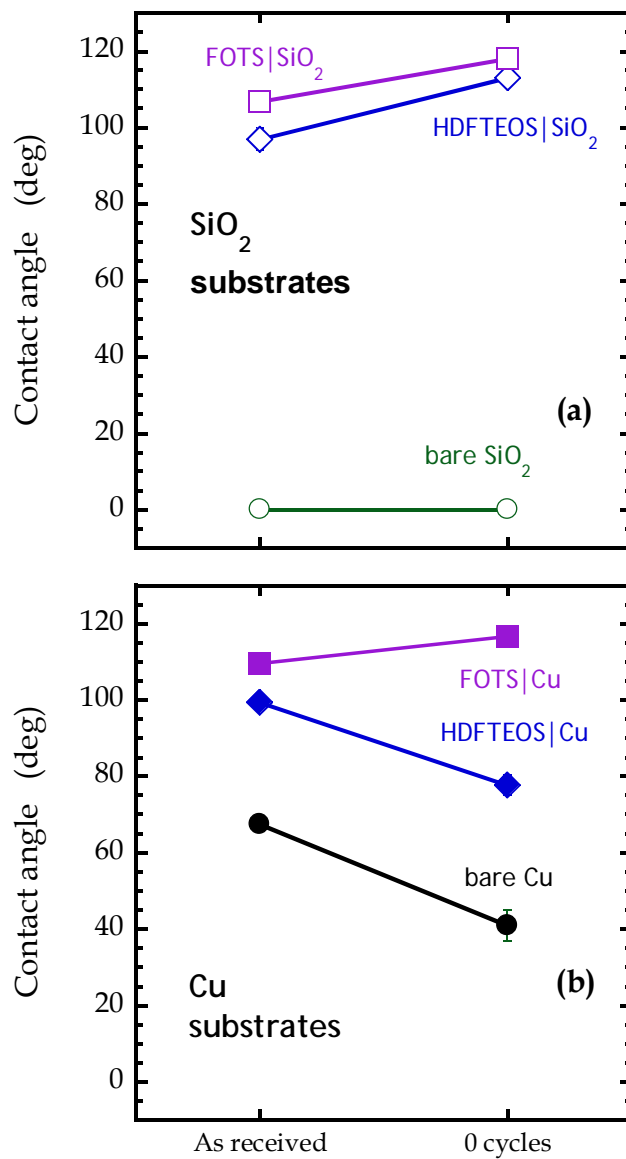 Contact angle (deg)
120
100
80
60
40
20
0
FOTS|SiO₂
HDFTEOS|SiO₂
SiO₂
substrates
(a)
bare SiO₂
Contact angle (deg)
120
100
80
60
40
20
0
FOTS|Cu
HDFTEOS|Cu
bare Cu
Cu
substrates
(b)
As received 0 cycles